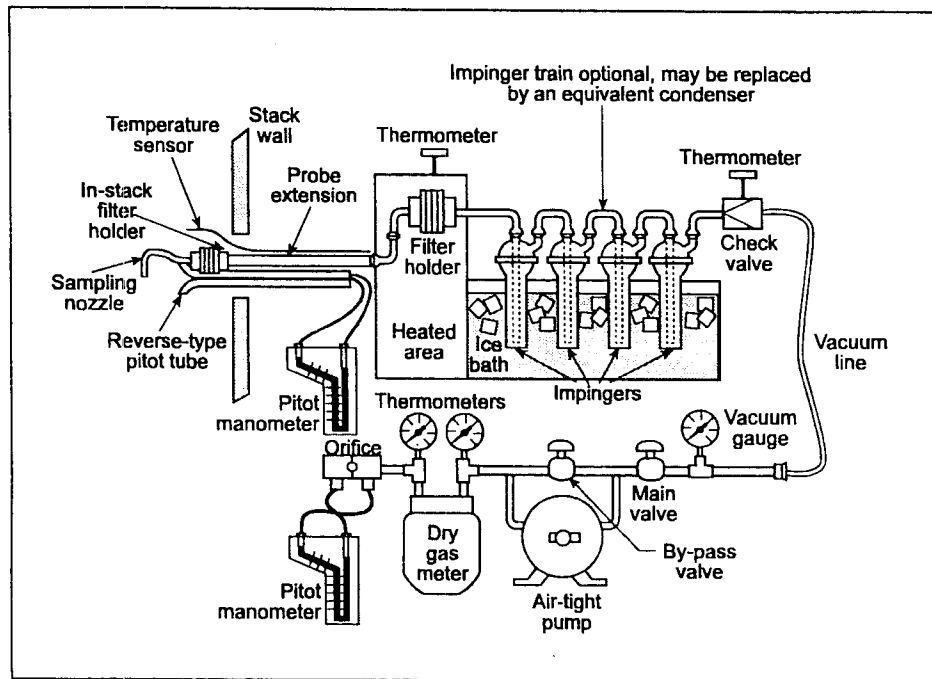 Impinger train optional, may be replaced
by an equivalent condenser
Stack
wall
Temperature
sensor
Thermometer
Thermometer
Probe
extension
In-stack
filter
holder
Filter
holder
Check
valve
Sampling
nozzle
Reverse-type
pitot tube
Heated
area
Ice
bath
Vacuum
line
Impingers
Pitot
manometer
Thermometers
Vacuum
gauge
Orifice
Main
valve
Dry
gas
meter
By-pass
valve
Pitot
manometer
Air-tight
pump